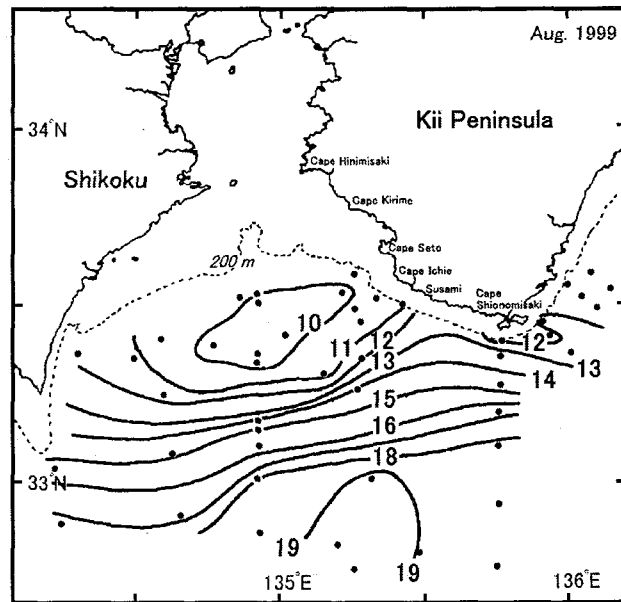 Aug. 1999
34°N
Kii Peninsula
Cape Hinimisaki
Shikoku
Cape Kirime
Cape Seto
200 m
Cape Ichie
Susami
Cape Shionomisaki
10
11
12
12
13
13
14
15
16
18
33°N
19
19
135°E
136°E